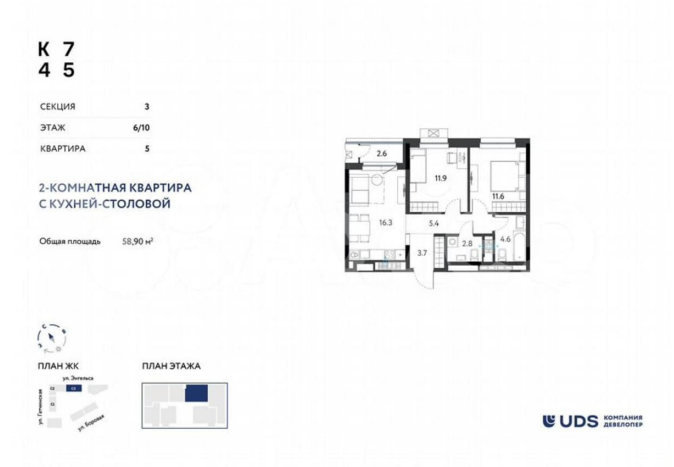 К 7
4 5
СЕКЦИЯ 3
ЭТАЖ 6/10
КВАРТИРА 5
2-КОМНАТНАЯ КВАРТИРА
С КУХНЕЙ-СТОЛОВОЙ
Общая площадь 58,90 м²
2.6
11.9
11.6
16.3
5.4
4.6
2.8
3.7
ПЛАН ЖК
ПЛАН ЭТАЖА
ул. Энгельса
ул. Гатчинская
ул. Боровая
UDS КОМПАНИЯ
ДЕВЕЛОПЕР